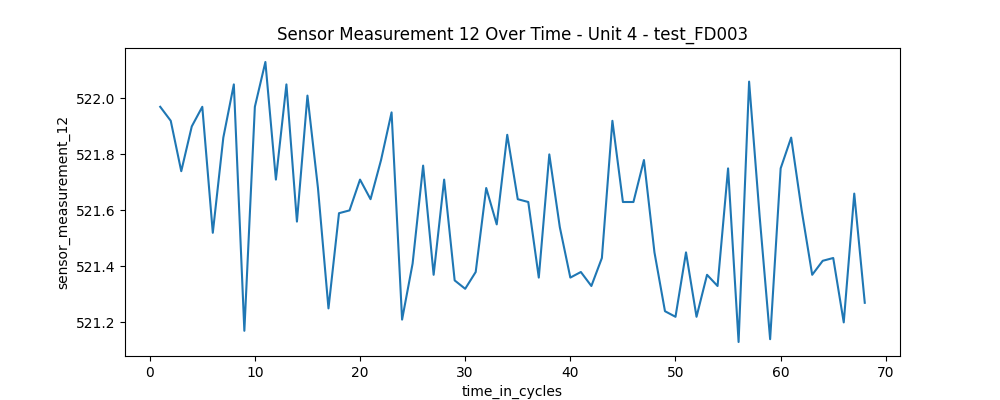 Sensor Measurement 12 Over Time - Unit 4 - test_FD003
522.0
521.8
521.6
521.4
521.2
sensor_measurement_12
0 10 20 30 40 50 60 70
time_in_cycles